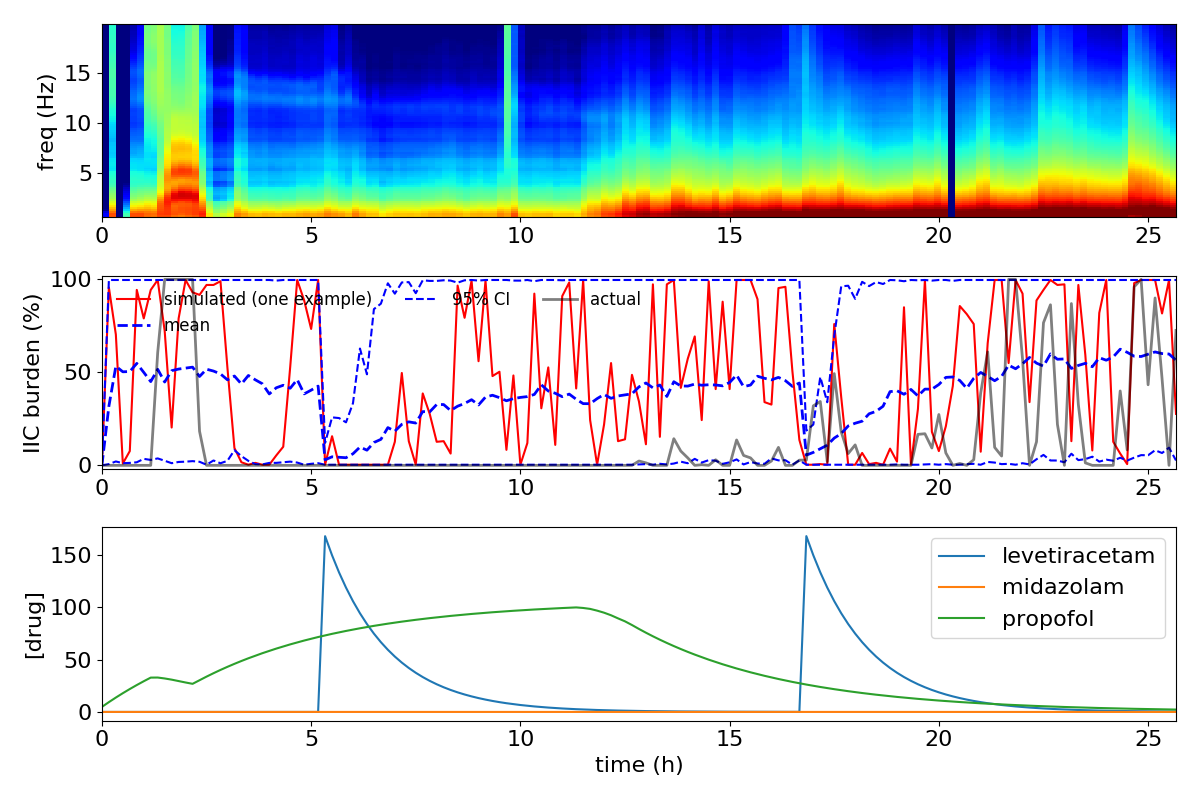 freq (Hz)
15
10
5
0 5 10 15 20 25
IIC burden (%)
100
50
0
simulated (one example) 95% CI actual
mean
0 5 10 15 20 25
[drug]
150
100
50
0
levetiracetam
midazolam
propofol
0 5 10 15 20 25
time (h)